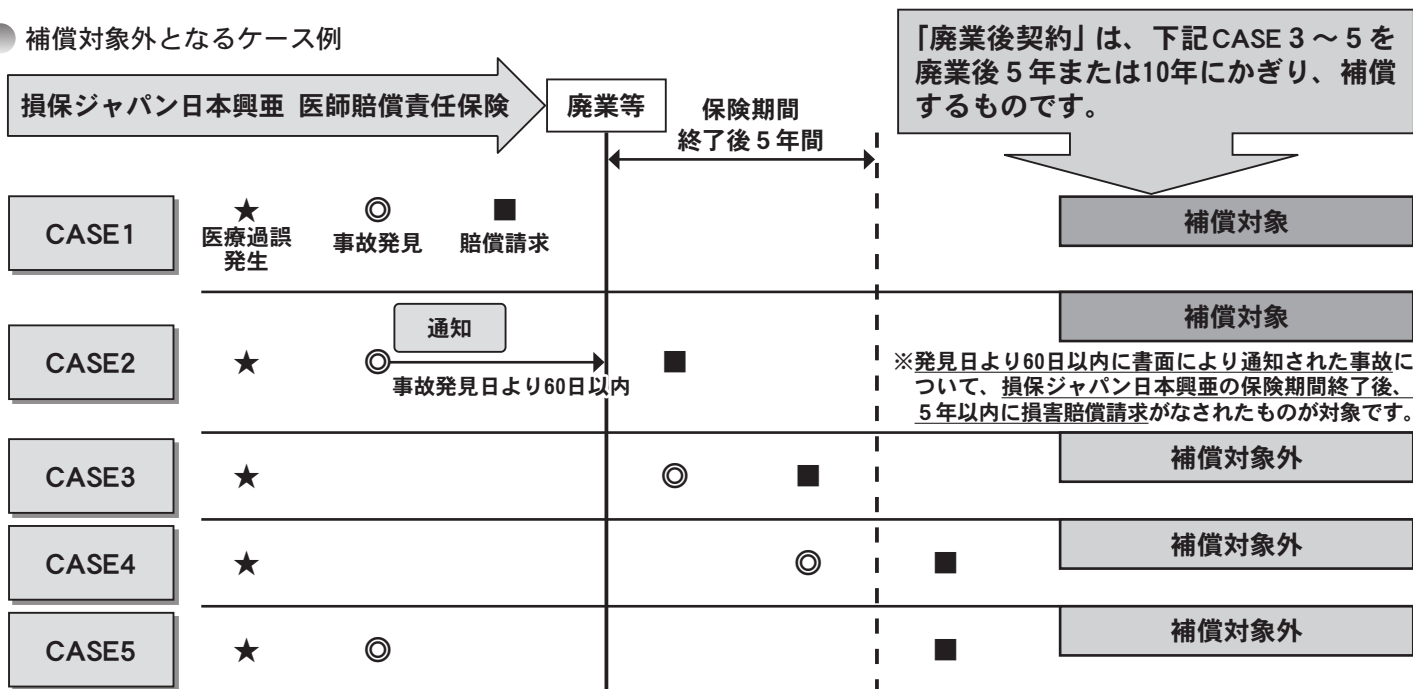 補償対象外となるケース例
損保ジャパン日本興亜 医師賠償責任保険
廃業等
保険期間
終了後5年間
「廃業後契約」は、下記CASE3～5を
廃業後5年または10年にかぎり、補償
するものです。
CASE1
★
◎
■
医療過誤
発生
事故発見
賠償請求
補償対象
CASE2
★
通知
◎
事故発見日より60日以内
■
補償対象
※発見日より60日以内に書面により通知された事故に
ついて、損保ジャパン日本興亜の保険期間終了後、
5年以内に損害賠償請求がなされたものが対象です。
CASE3
★
◎
■
補償対象外
CASE4
★
◎
■
補償対象外
CASE5
★
◎
■
補償対象外